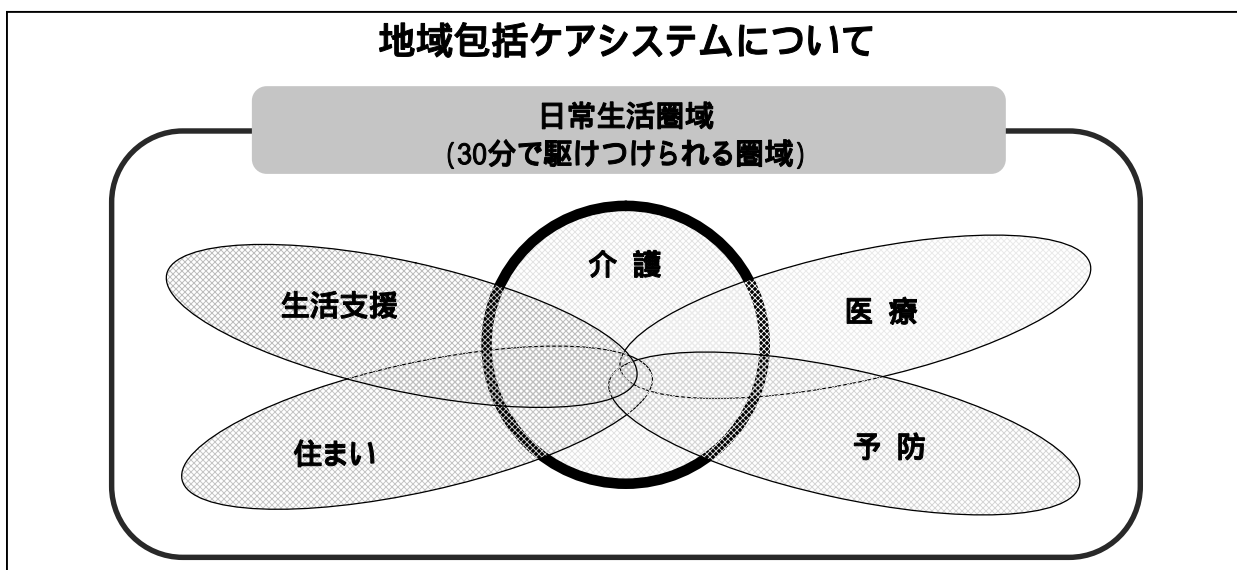 地域包括ケアシステムについて
日常生活圏域
(30分で駆けつけられる圏域)
介 護
生活支援
医 療
住まい
予 防